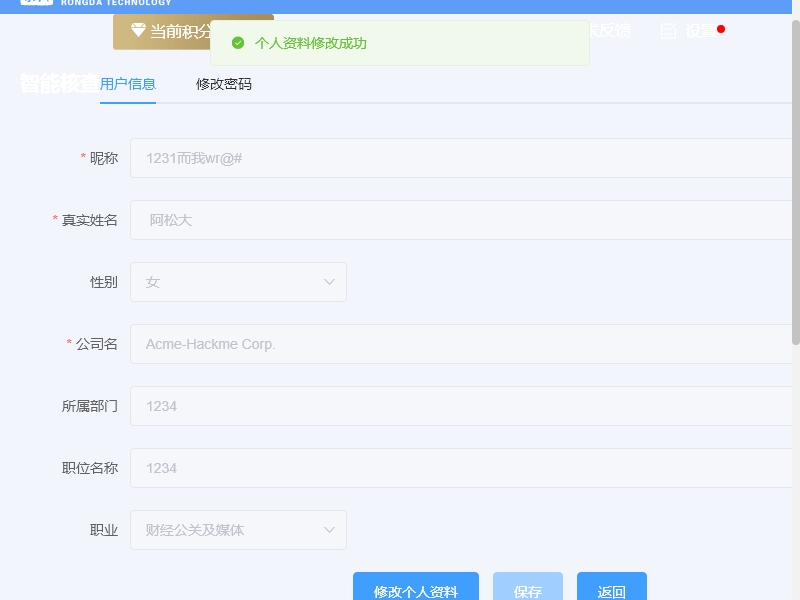 RONGDA TECHNOLOGY
当前积分
个人资料修改成功
反馈
设置
智能核查
用户信息
修改密码
* 昵称
1231而我wr@#
* 真实姓名
阿松大
性别
女
* 公司名
Acme-Hackme Corp.
所属部门
1234
职位名称
1234
职业
财经公关及媒体
修改个人资料
保存
返回